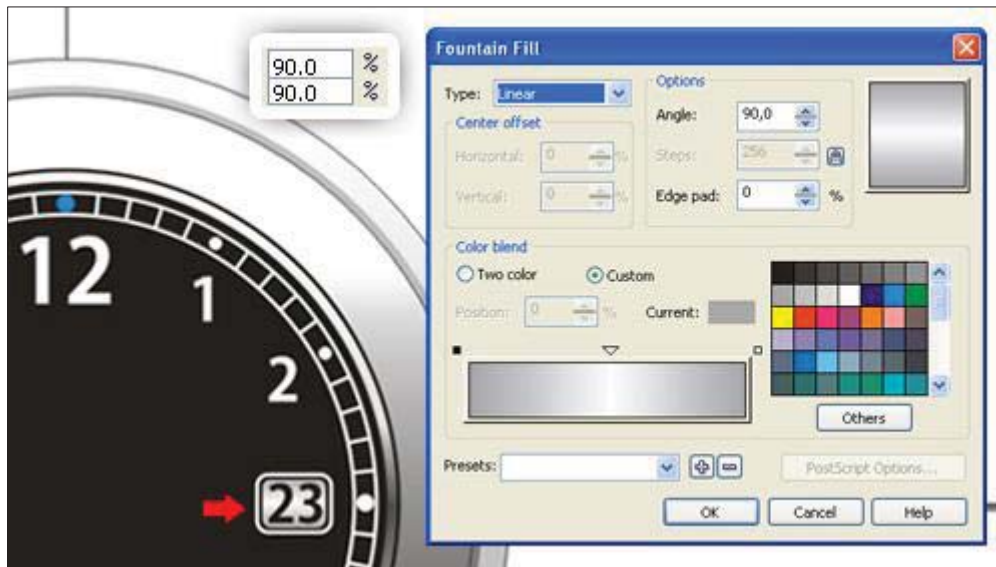 90.0 %
90.0 %
12
1
2
23
Fountain Fill
Type: Linear
Center offset
Horizontal: 0 %
Vertical: 0 %
Options
Angle: 90,0
Steps: 256
Edge pad: 0 %
Color blend
Two color Custom
Position: 0 % Current:
Others
Presets: PostScript Options...
OK Cancel Help